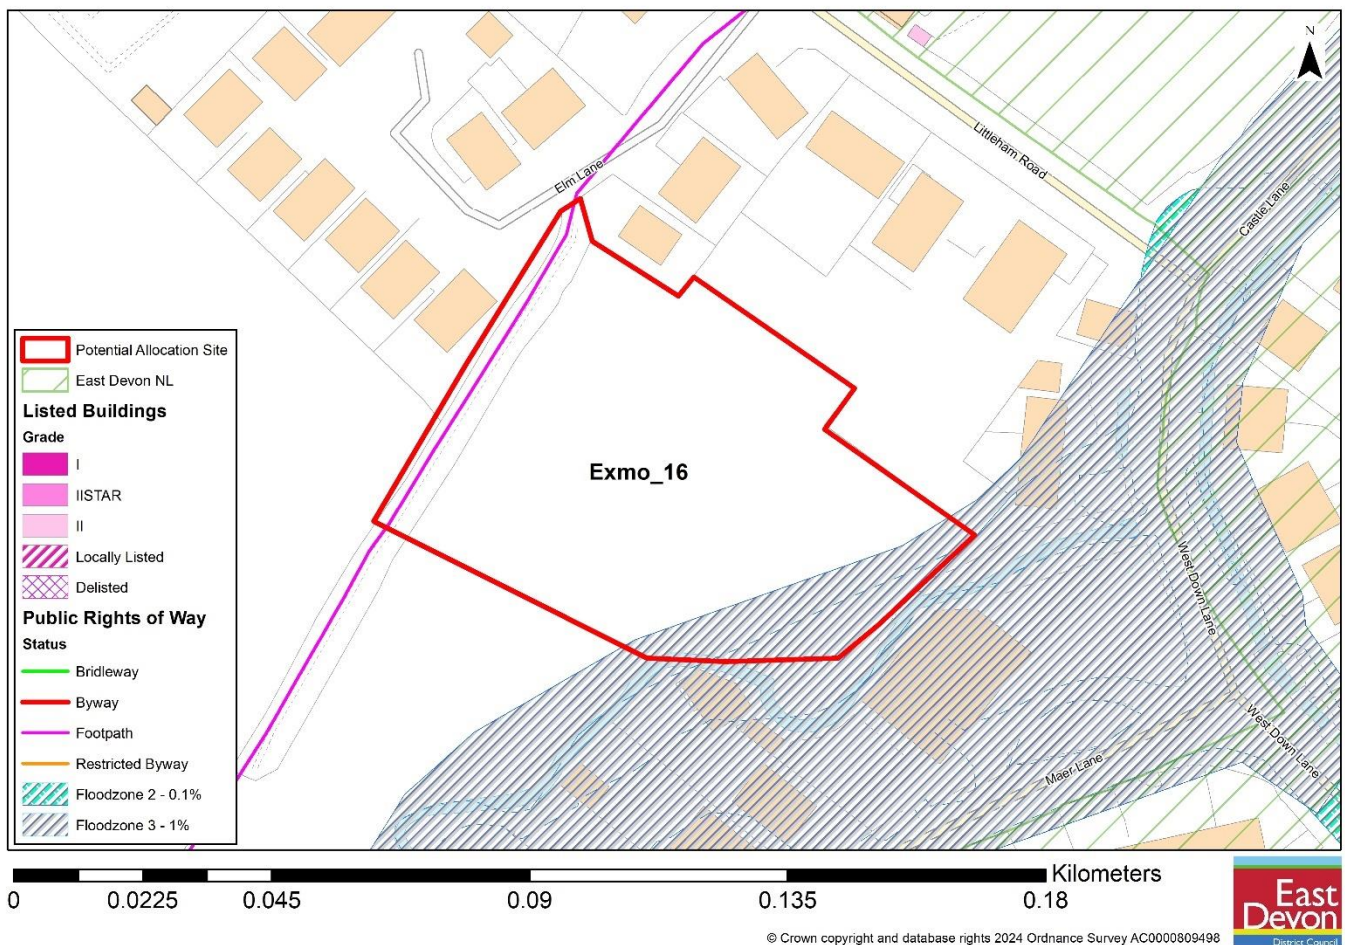 N
Littleham Road
Elm Lane
Castle Lane
Exmo_16
West Down Lane
West Down Lane
Maer Lane
Potential Allocation Site
East Devon NL
Listed Buildings
Grade
I
IISTAR
II
Locally Listed
Delisted
Public Rights of Way
Status
Bridleway
Byway
Footpath
Restricted Byway
Floodzone 2 - 0.1%
Floodzone 3 - 1%
Kilometers
0 0.0225 0.045 0.09 0.135 0.18
East
Devon
District Council
© Crown copyright and database rights 2024 Ordnance Survey AC0000809498